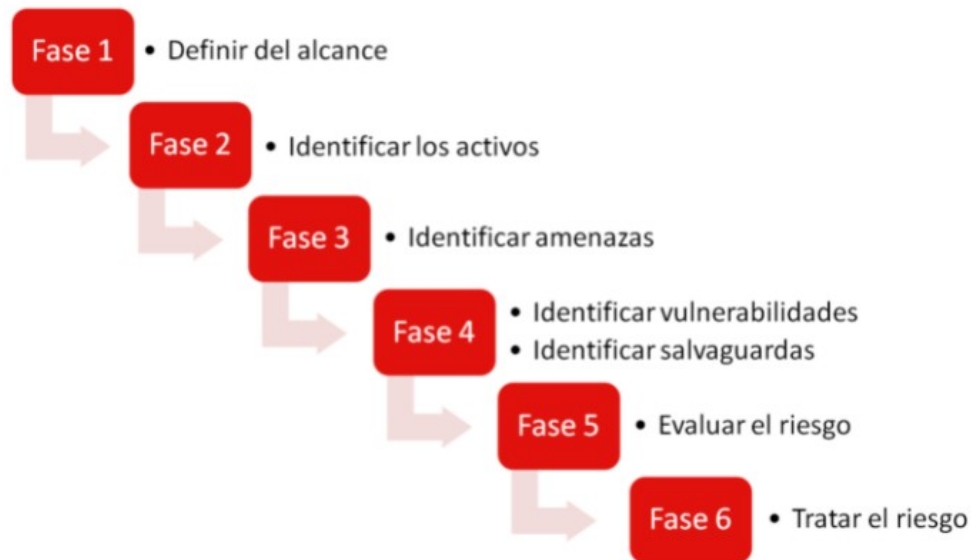 Fase 1
• Definir del alcance
Fase 2
• Identificar los activos
Fase 3
• Identificar amenazas
Fase 4
• Identificar vulnerabilidades
• Identificar salvaguardas
Fase 5
• Evaluar el riesgo
Fase 6
• Tratar el riesgo